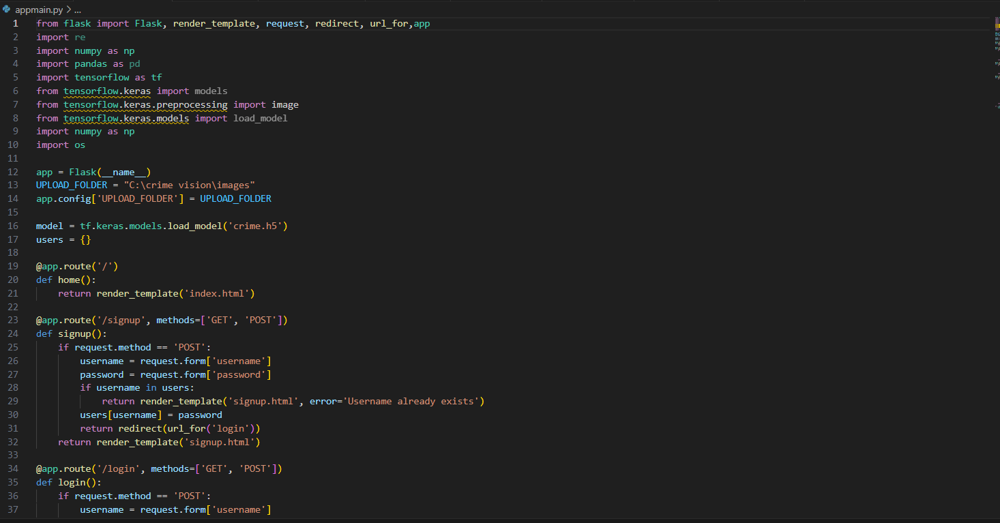 appmain.py > ...
1 from flask import Flask, render_template, request, redirect, url_for,app
2 import re
3 import numpy as np
4 import pandas as pd
5 import tensorflow as tf
6 from tensorflow.keras import models
7 from tensorflow.keras.preprocessing import image
8 from tensorflow.keras.models import load_model
9 import numpy as np
10 import os
11
12 app = Flask(__name__)
13 UPLOAD_FOLDER = "C:\crime vision\images"
14 app.config['UPLOAD_FOLDER'] = UPLOAD_FOLDER
15
16 model = tf.keras.models.load_model('crime.h5')
17 users = {}
18
19 @app.route('/')
20 def home():
21     return render_template('index.html')
22
23 @app.route('/signup', methods=['GET', 'POST'])
24 def signup():
25     if request.method == 'POST':
26         username = request.form['username']
27         password = request.form['password']
28         if username in users:
29             return render_template('signup.html', error='Username already exists')
30         users[username] = password
31         return redirect(url_for('login'))
32     return render_template('signup.html')
33
34 @app.route('/login', methods=['GET', 'POST'])
35 def login():
36     if request.method == 'POST':
37         username = request.form['username']